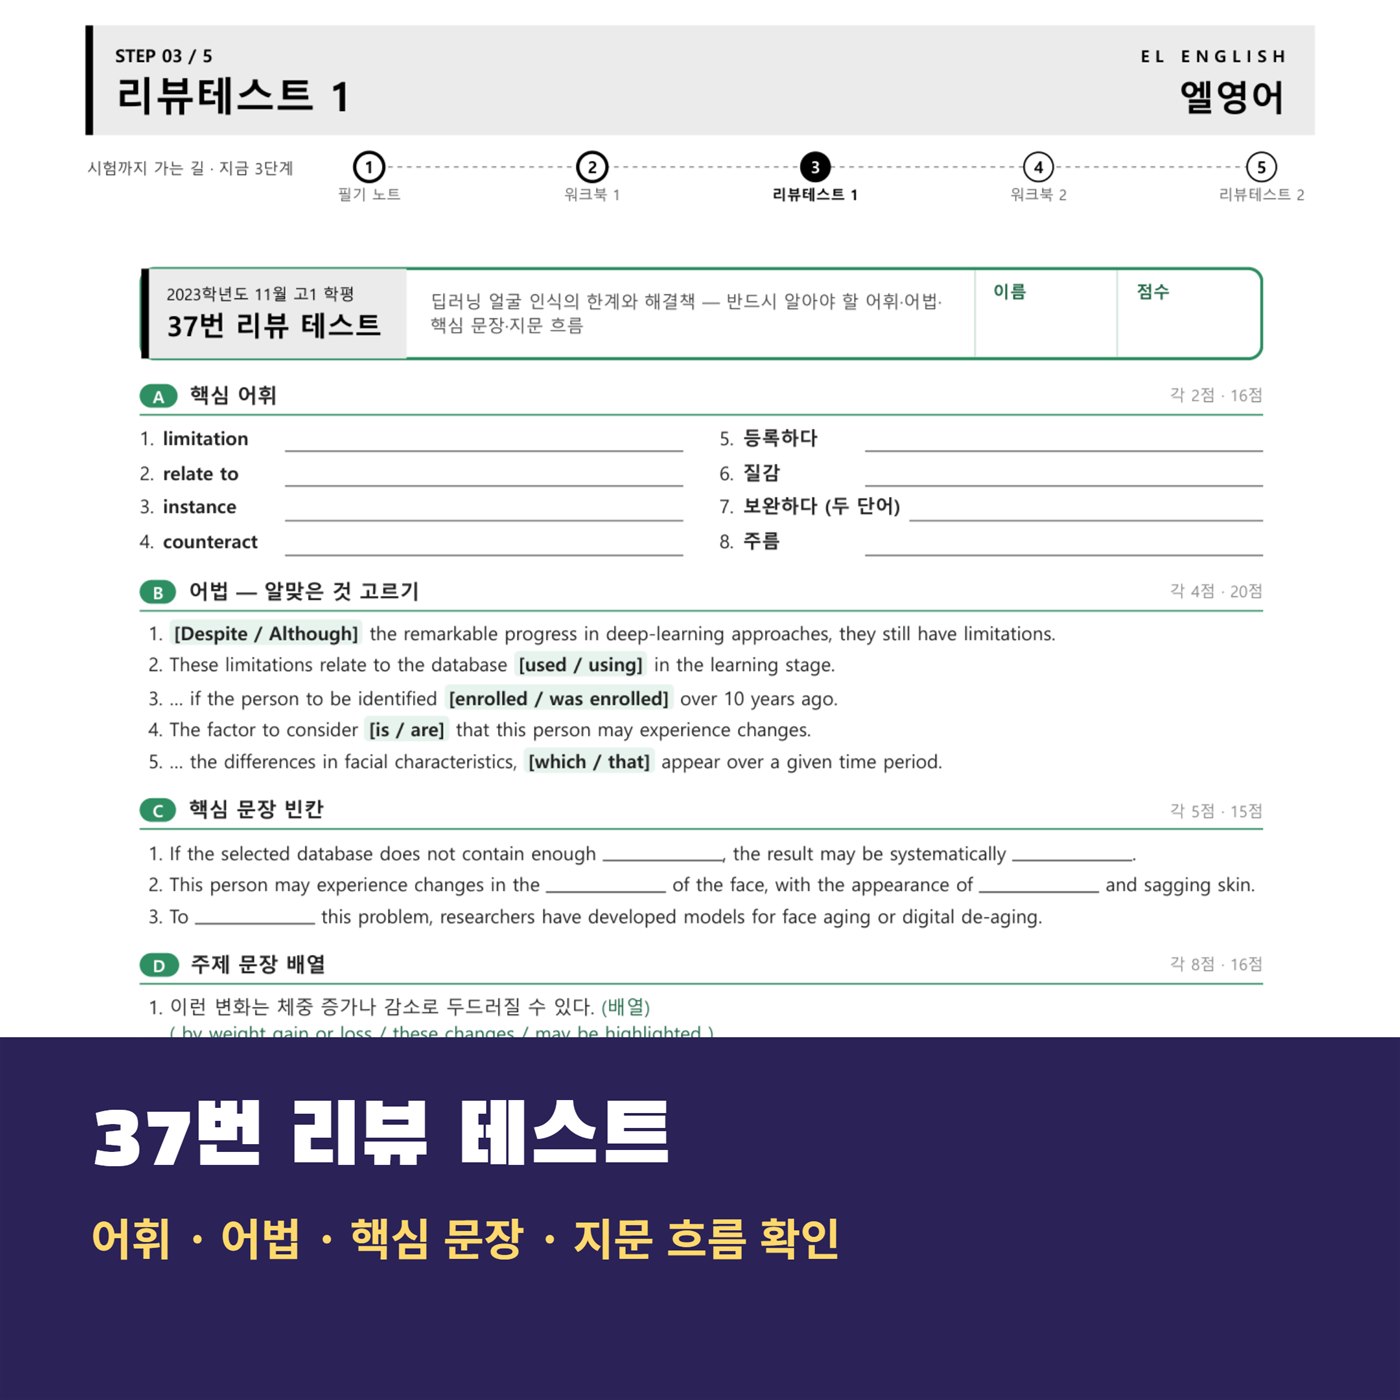 STEP 03 / 5
리뷰테스트 1
EL ENGLISH
엘영어
시험까지 가는 길 · 지금 3단계
1 2 3 4 5
필기 노트 워크북 1 리뷰테스트 1 워크북 2 리뷰테스트 2
2023학년도 11월 고1 학평
37번 리뷰 테스트
딥러닝 얼굴 인식의 한계와 해결책 — 반드시 알아야 할 어휘·어법·
핵심 문장·지문 흐름
이름
점수
A 핵심 어휘 각 2점 · 16점
1. limitation
2. relate to
3. instance
4. counteract
5. 등록하다
6. 질감
7. 보완하다 (두 단어)
8. 주름
B 어법 — 알맞은 것 고르기 각 4점 · 20점
1. [Despite / Although] the remarkable progress in deep-learning approaches, they still have limitations.
2. These limitations relate to the database [used / using] in the learning stage.
3. ... if the person to be identified [enrolled / was enrolled] over 10 years ago.
4. The factor to consider [is / are] that this person may experience changes.
5. ... the differences in facial characteristics, [which / that] appear over a given time period.
C 핵심 문장 빈칸 각 5점 · 15점
1. If the selected database does not contain enough ____________, the result may be systematically ____________.
2. This person may experience changes in the ____________ of the face, with the appearance of ____________ and sagging skin.
3. To ____________ this problem, researchers have developed models for face aging or digital de-aging.
D 주제 문장 배열 각 8점 · 16점
1. 이런 변화는 체중 증가나 감소로 두드러질 수 있다. (배열)
( by weight gain or loss / these changes / may be highlighted )
37번 리뷰 테스트
어휘 · 어법 · 핵심 문장 · 지문 흐름 확인